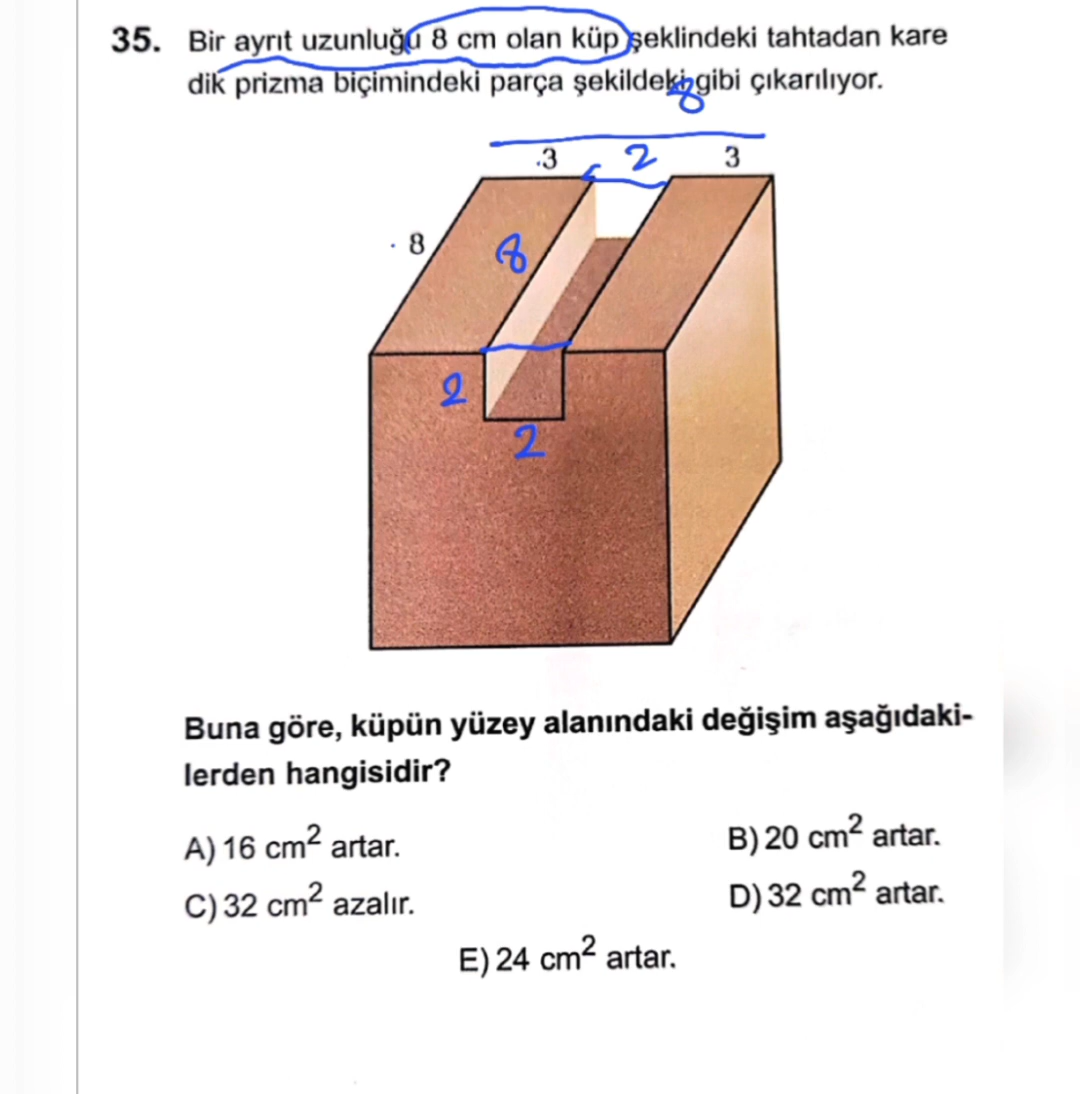 35. Bir ayrıt uzunluğu 8 cm olan küp şeklindeki tahtadan kare
dik prizma biçimindeki parça şekildeki gibi çıkarılıyor.
8
3 2 3
8 8
2
2
Buna göre, küpün yüzey alanındaki değişim aşağıdaki-
lerden hangisidir?
A) 16 cm² artar. B) 20 cm² artar.
C) 32 cm² azalır. D) 32 cm² artar.
E) 24 cm² artar.